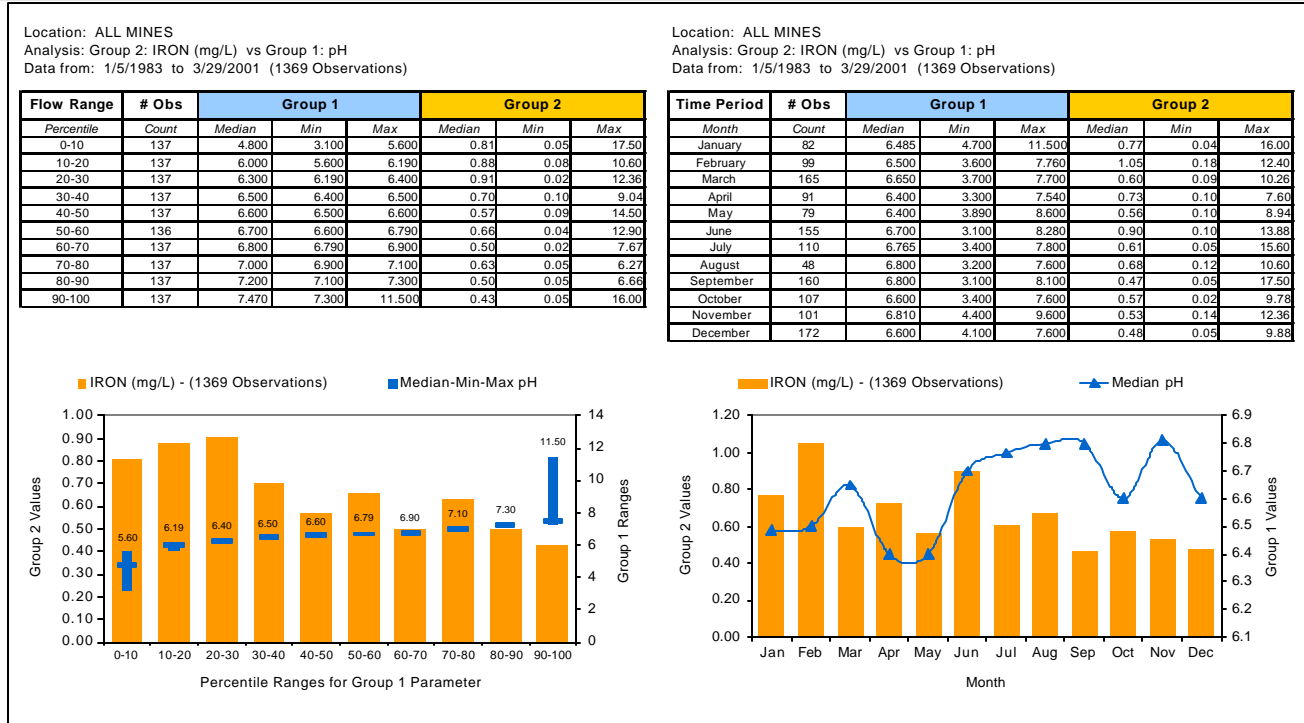 Location: ALL MINES
Analysis: Group 2: IRON (mg/L) vs Group 1: pH
Data from: 1/5/1983 to 3/29/2001 (1369 Observations)
Flow Range # Obs Group 1 Group 2
Percentile Count Median Min Max Median Min Max
0-10 137 4.800 3.100 5.600 0.81 0.05 17.50
10-20 137 6.000 5.600 6.190 0.88 0.08 10.60
20-30 137 6.300 6.190 6.400 0.91 0.02 12.36
30-40 137 6.500 6.400 6.500 0.70 0.10 9.04
40-50 137 6.600 6.500 6.600 0.57 0.09 14.50
50-60 136 6.700 6.600 6.790 0.66 0.04 12.90
60-70 137 6.800 6.790 6.900 0.50 0.02 7.67
70-80 137 7.000 6.900 7.100 0.63 0.05 6.27
80-90 137 7.200 7.100 7.300 0.50 0.05 6.66
90-100 137 7.470 7.300 11.500 0.43 0.05 16.00
Location: ALL MINES
Analysis: Group 2: IRON (mg/L) vs Group 1: pH
Data from: 1/5/1983 to 3/29/2001 (1369 Observations)
Time Period # Obs Group 1 Group 2
Month Count Median Min Max Median Min Max
January 82 6.485 4.700 11.500 0.77 0.04 16.00
February 99 6.500 3.600 7.760 1.05 0.18 12.40
March 165 6.650 3.700 7.700 0.60 0.09 10.26
April 91 6.400 3.300 7.540 0.73 0.10 7.60
May 79 6.400 3.890 8.600 0.56 0.10 8.94
June 155 6.700 3.100 8.280 0.90 0.10 13.88
July 110 6.765 3.400 7.800 0.61 0.05 15.60
August 48 6.800 3.200 7.600 0.68 0.12 10.60
September 160 6.800 3.100 8.100 0.47 0.05 17.50
October 107 6.600 3.400 7.600 0.57 0.02 9.78
November 101 6.810 4.400 9.600 0.53 0.14 12.36
December 172 6.600 4.100 7.600 0.48 0.05 9.88
IRON (mg/L) - (1369 Observations) Median-Min-Max pH
Group 2 Values
1.00
0.90
0.80
0.70
0.60
0.50
0.40
0.30
0.20
0.10
0.00
5.60 6.19 6.40 6.50 6.60 6.79 6.90 7.10 7.30 11.50
14
12
10
8
6
4
2
0
Group 1 Ranges
0-10 10-20 20-30 30-40 40-50 50-60 60-70 70-80 80-90 90-100
Percentile Ranges for Group 1 Parameter
IRON (mg/L) - (1369 Observations) Median pH
Group 2 Values
1.20
1.00
0.80
0.60
0.40
0.20
0.00
6.9
6.8
6.7
6.6
6.5
6.4
6.3
6.2
6.1
Group 1 Values
Jan Feb Mar Apr May Jun Jul Aug Sep Oct Nov Dec
Month